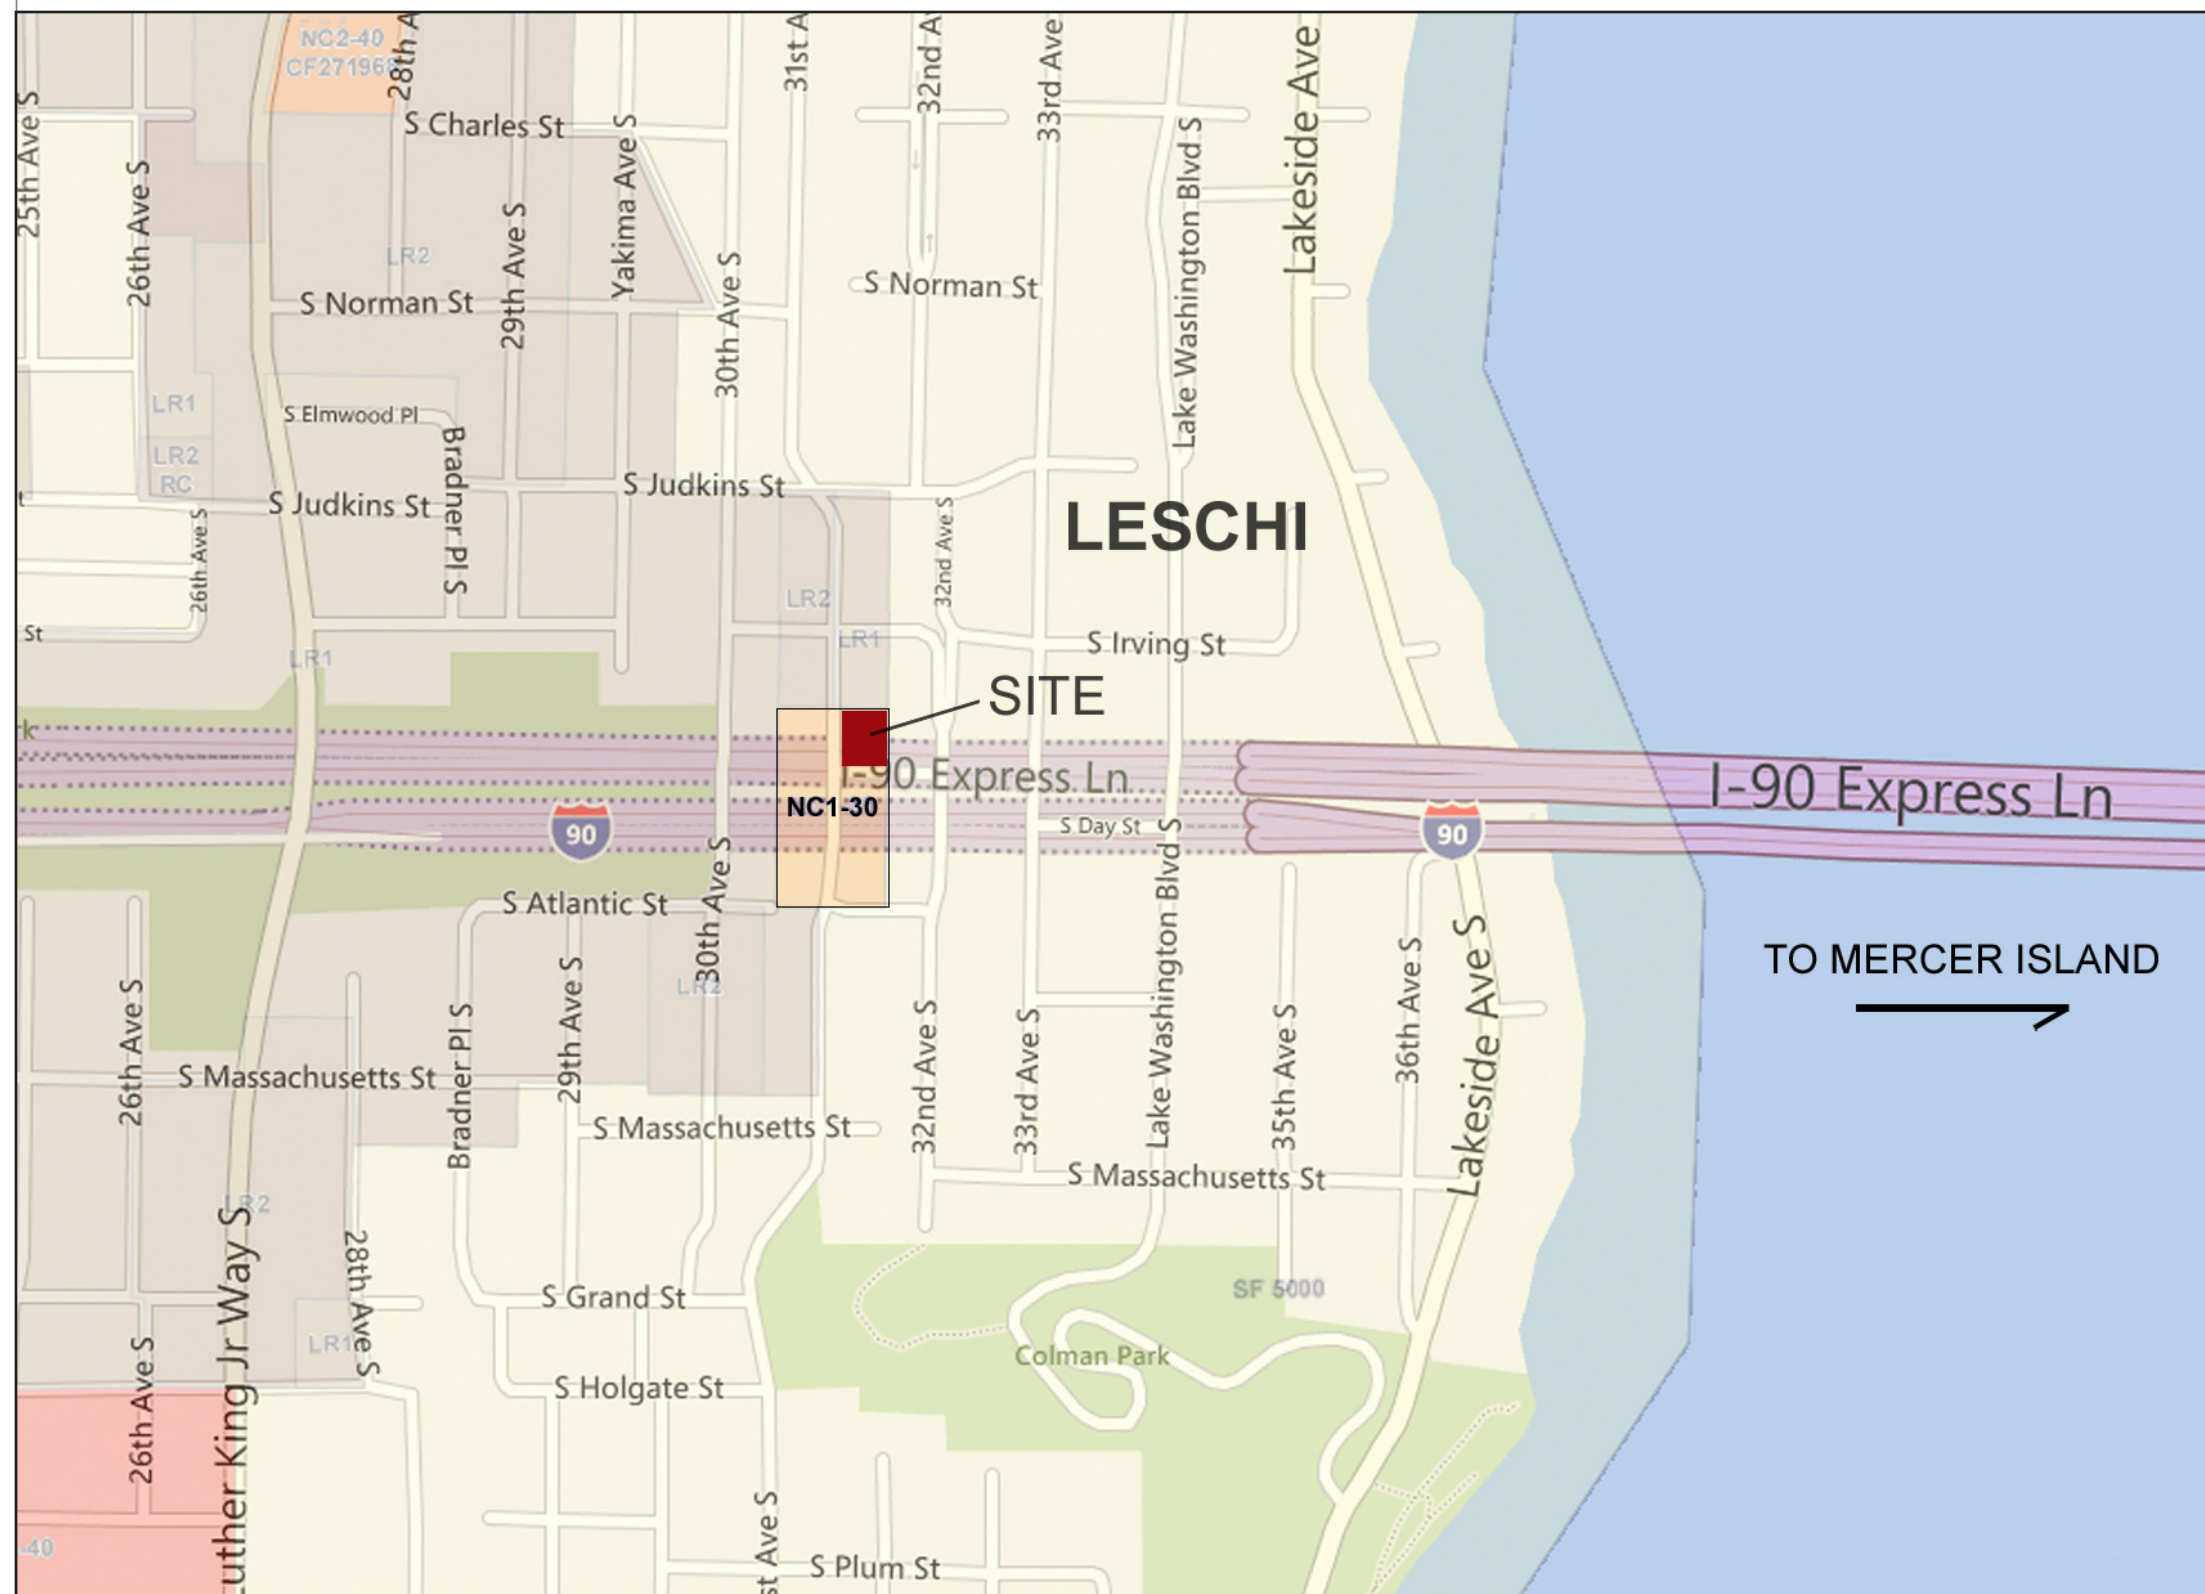 NC2-40
CF271968
28th A
31st A
32nd A
33rd Ave
Lakeside Ave
25th Ave S
S Charles St
26th Ave S
Yakima Ave S
29th Ave S
Lake Washington Blvd S
LR2
30th Ave S
S Norman St
S Norman St
LR1
S Elmwood Pl
Bradner Pl S
LR2
RC
S Judkins St
S Judkins St
26th Ave S
32nd Ave S
LESCHI
LR2
St
LR1
LR1
S Irving St
SITE
k
I-90 Express Ln
I-90 Express Ln
NC1-30
90
S Day St
90
30th Ave S
Lake Washington Blvd S
S Atlantic St
TO MERCER ISLAND
LR2
26th Ave S
29th Ave S
Bradner Pl S
32nd Ave S
33rd Ave S
35th Ave S
36th Ave S
Lakeside Ave S
S Massachusetts St
S Massachusetts St
S Massachusetts St
LR2
28th Ave S
SF 5000
S Grand St
LR1
Colman Park
S Holgate St
26th Ave S
Luther King Jr Way S
-40
st Ave S
S Plum St